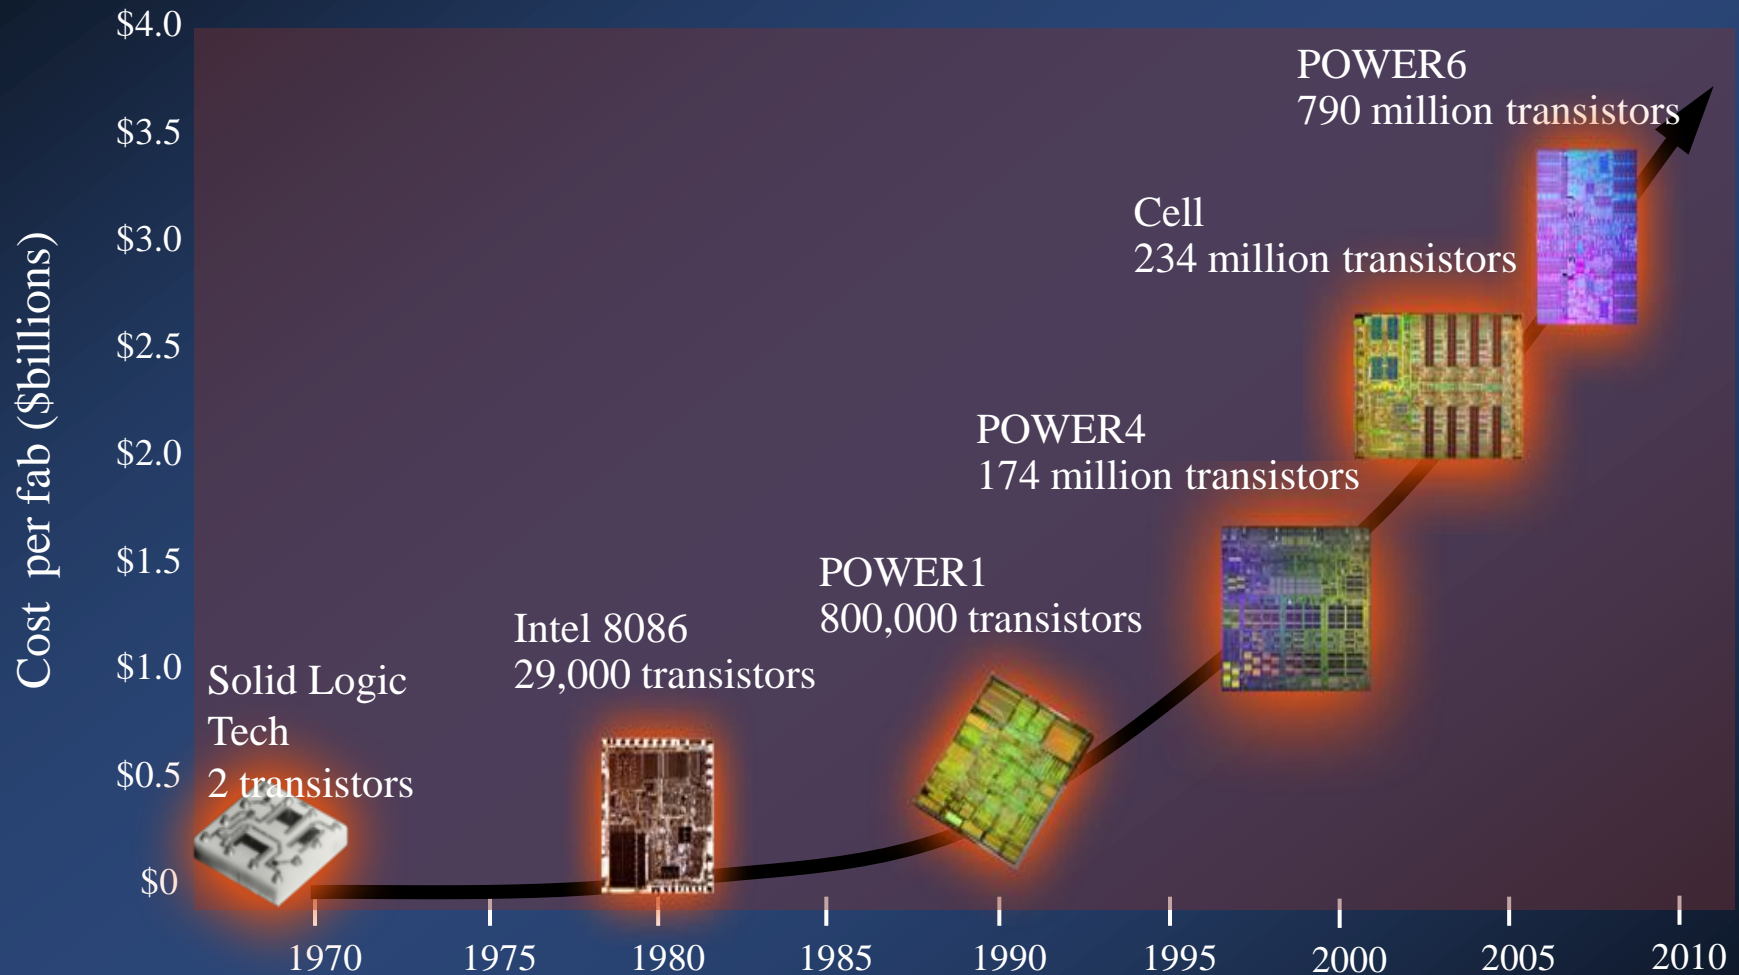 $4.0
$3.5
$3.0
$2.5
$2.0
$1.5
$1.0
$0.5
$0
Cost per fab ($billions)
POWER6
790 million transistors
Cell
234 million transistors
POWER4
174 million transistors
POWER1
800,000 transistors
Intel 8086
29,000 transistors
Solid Logic
Tech
2 transistors
1970 1975 1980 1985 1990 1995 2000 2005 2010